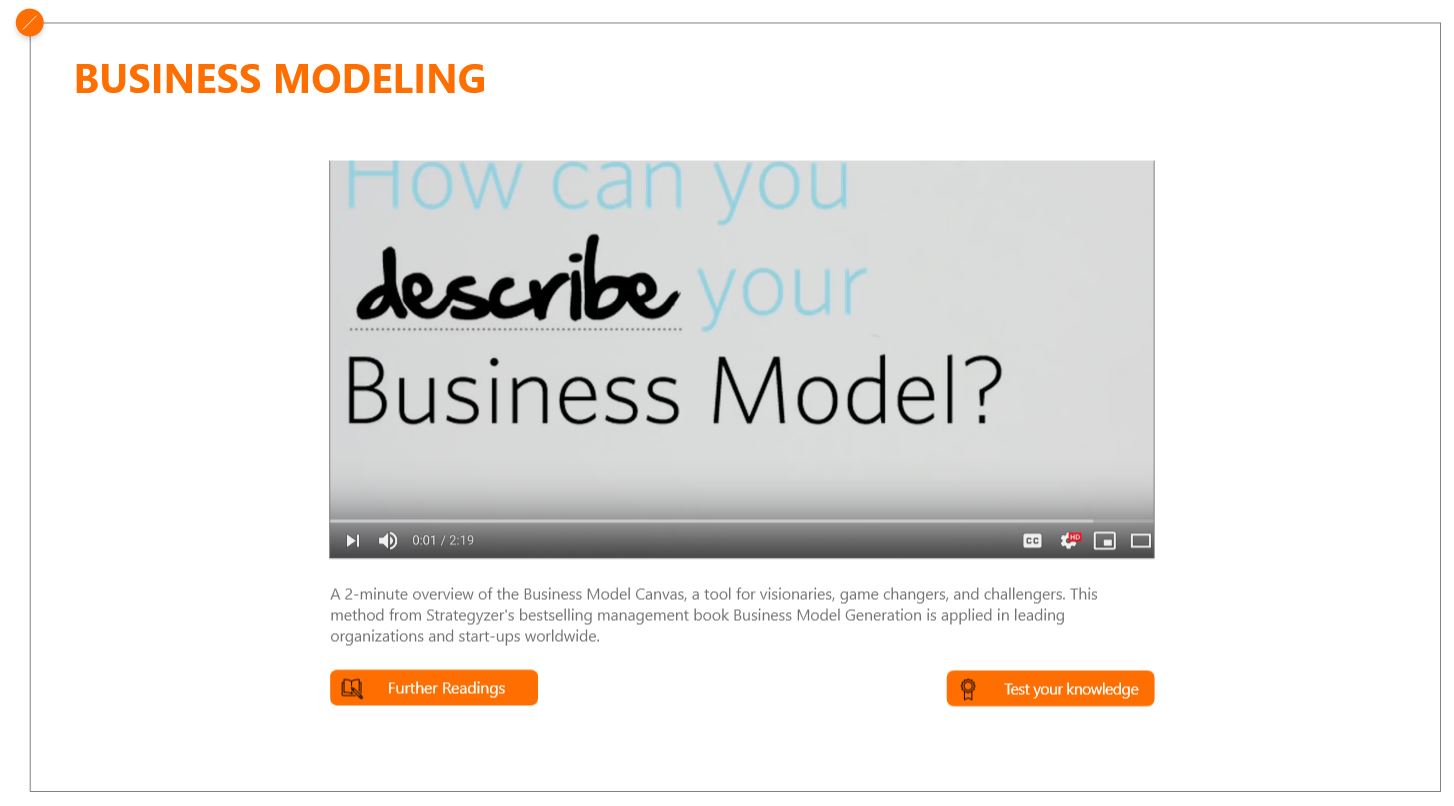 BUSINESS MODELING
How can you
describe your
Business Model?
0:01 / 2:19
CC
HD
A 2-minute overview of the Business Model Canvas, a tool for visionaries, game changers, and challengers. This
method from Strategyzer's bestselling management book Business Model Generation is applied in leading
organizations and start-ups worldwide.
Further Readings
Test your knowledge